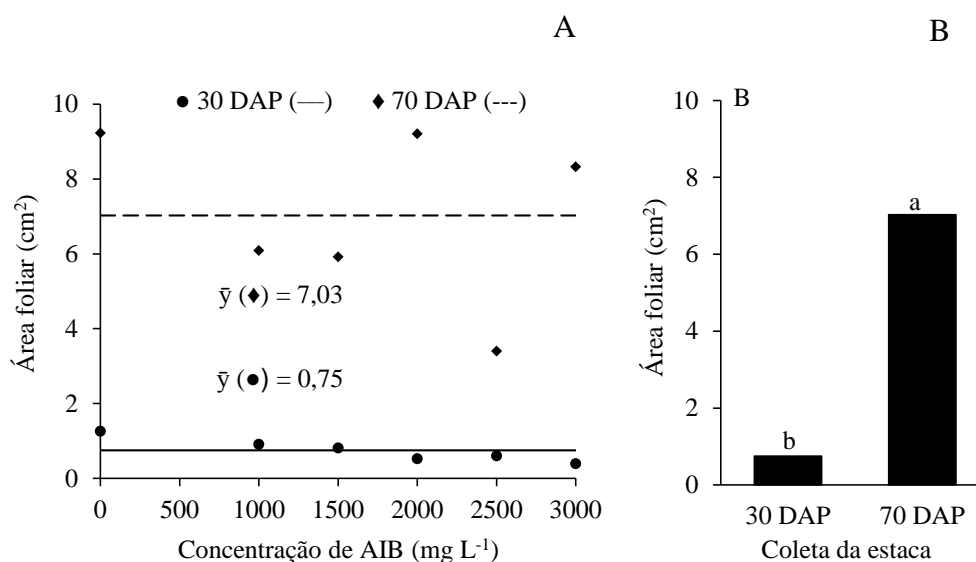 A
● 30 DAP (—) ♦ 70 DAP (---)
Área foliar (cm²)
10
8
6
4
2
0
ȳ (♦) = 7,03
ȳ (●) = 0,75
0 500 1000 1500 2000 2500 3000
Concentração de AIB (mg L⁻¹)
B
B
Área foliar (cm²)
10
8
6
4
2
0
b
a
30 DAP 70 DAP
Coleta da estaca